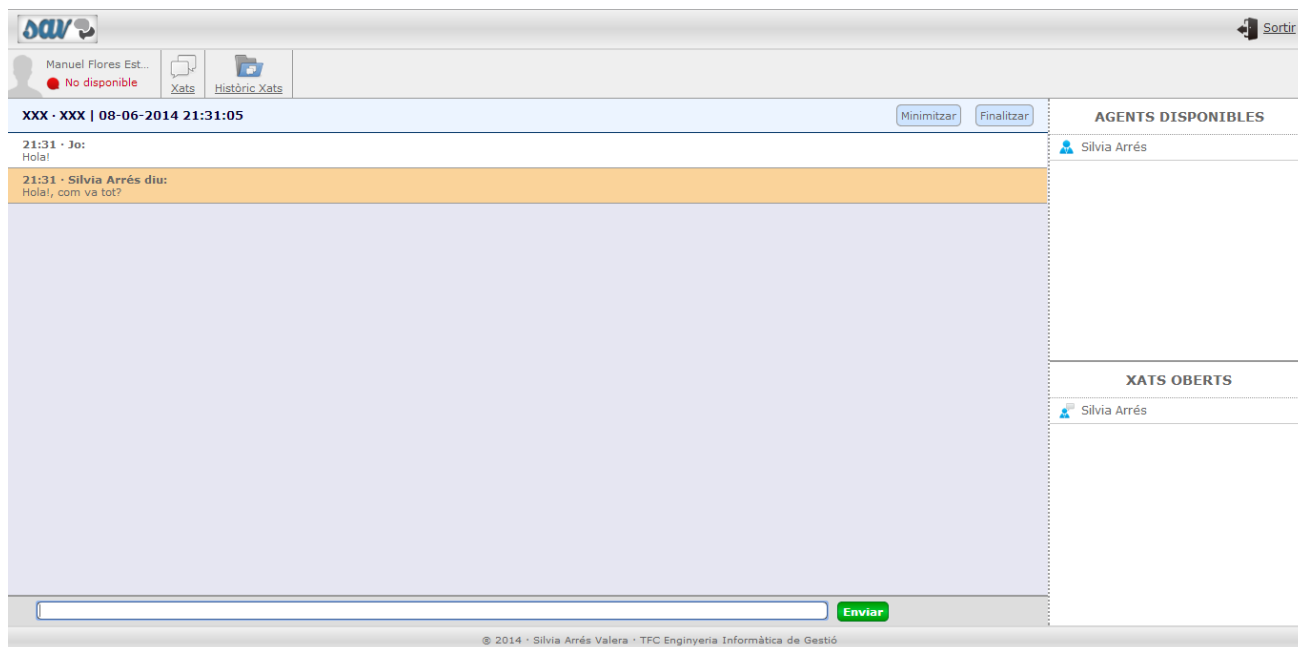 sav
Sortir
Manuel Flores Est...
No disponible
Xats
Històric Xats
XXX · XXX | 08-06-2014 21:31:05
Minimitzar
Finalitzar
21:31 · Jo:
Hola!
21:31 · Silvia Arrés diu:
Hola!, com va tot?
AGENTS DISPONIBLES
Silvia Arrés
XATS OBERTS
Silvia Arrés
Enviar
® 2014 · Silvia Arrés Valera · TFC Enginyeria Informàtica de Gestió